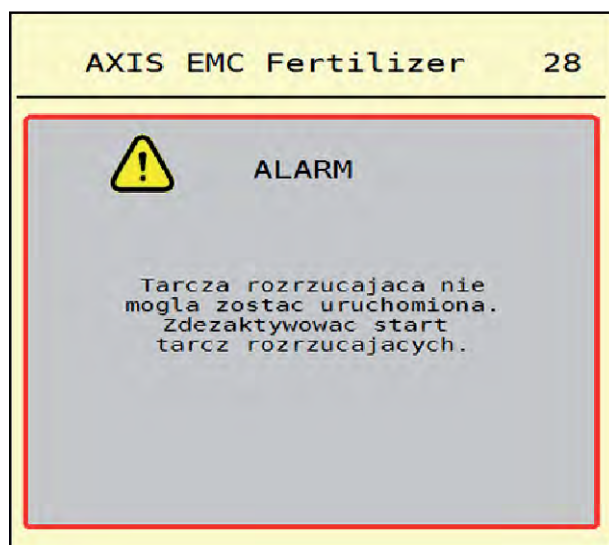 AXIS EMC Fertilizer 28
ALARM
Tarcza rozrzucajaca nie
mogla zostac uruchomiona.
Zdezaktywowac start
tarcz rozrzucajacych.